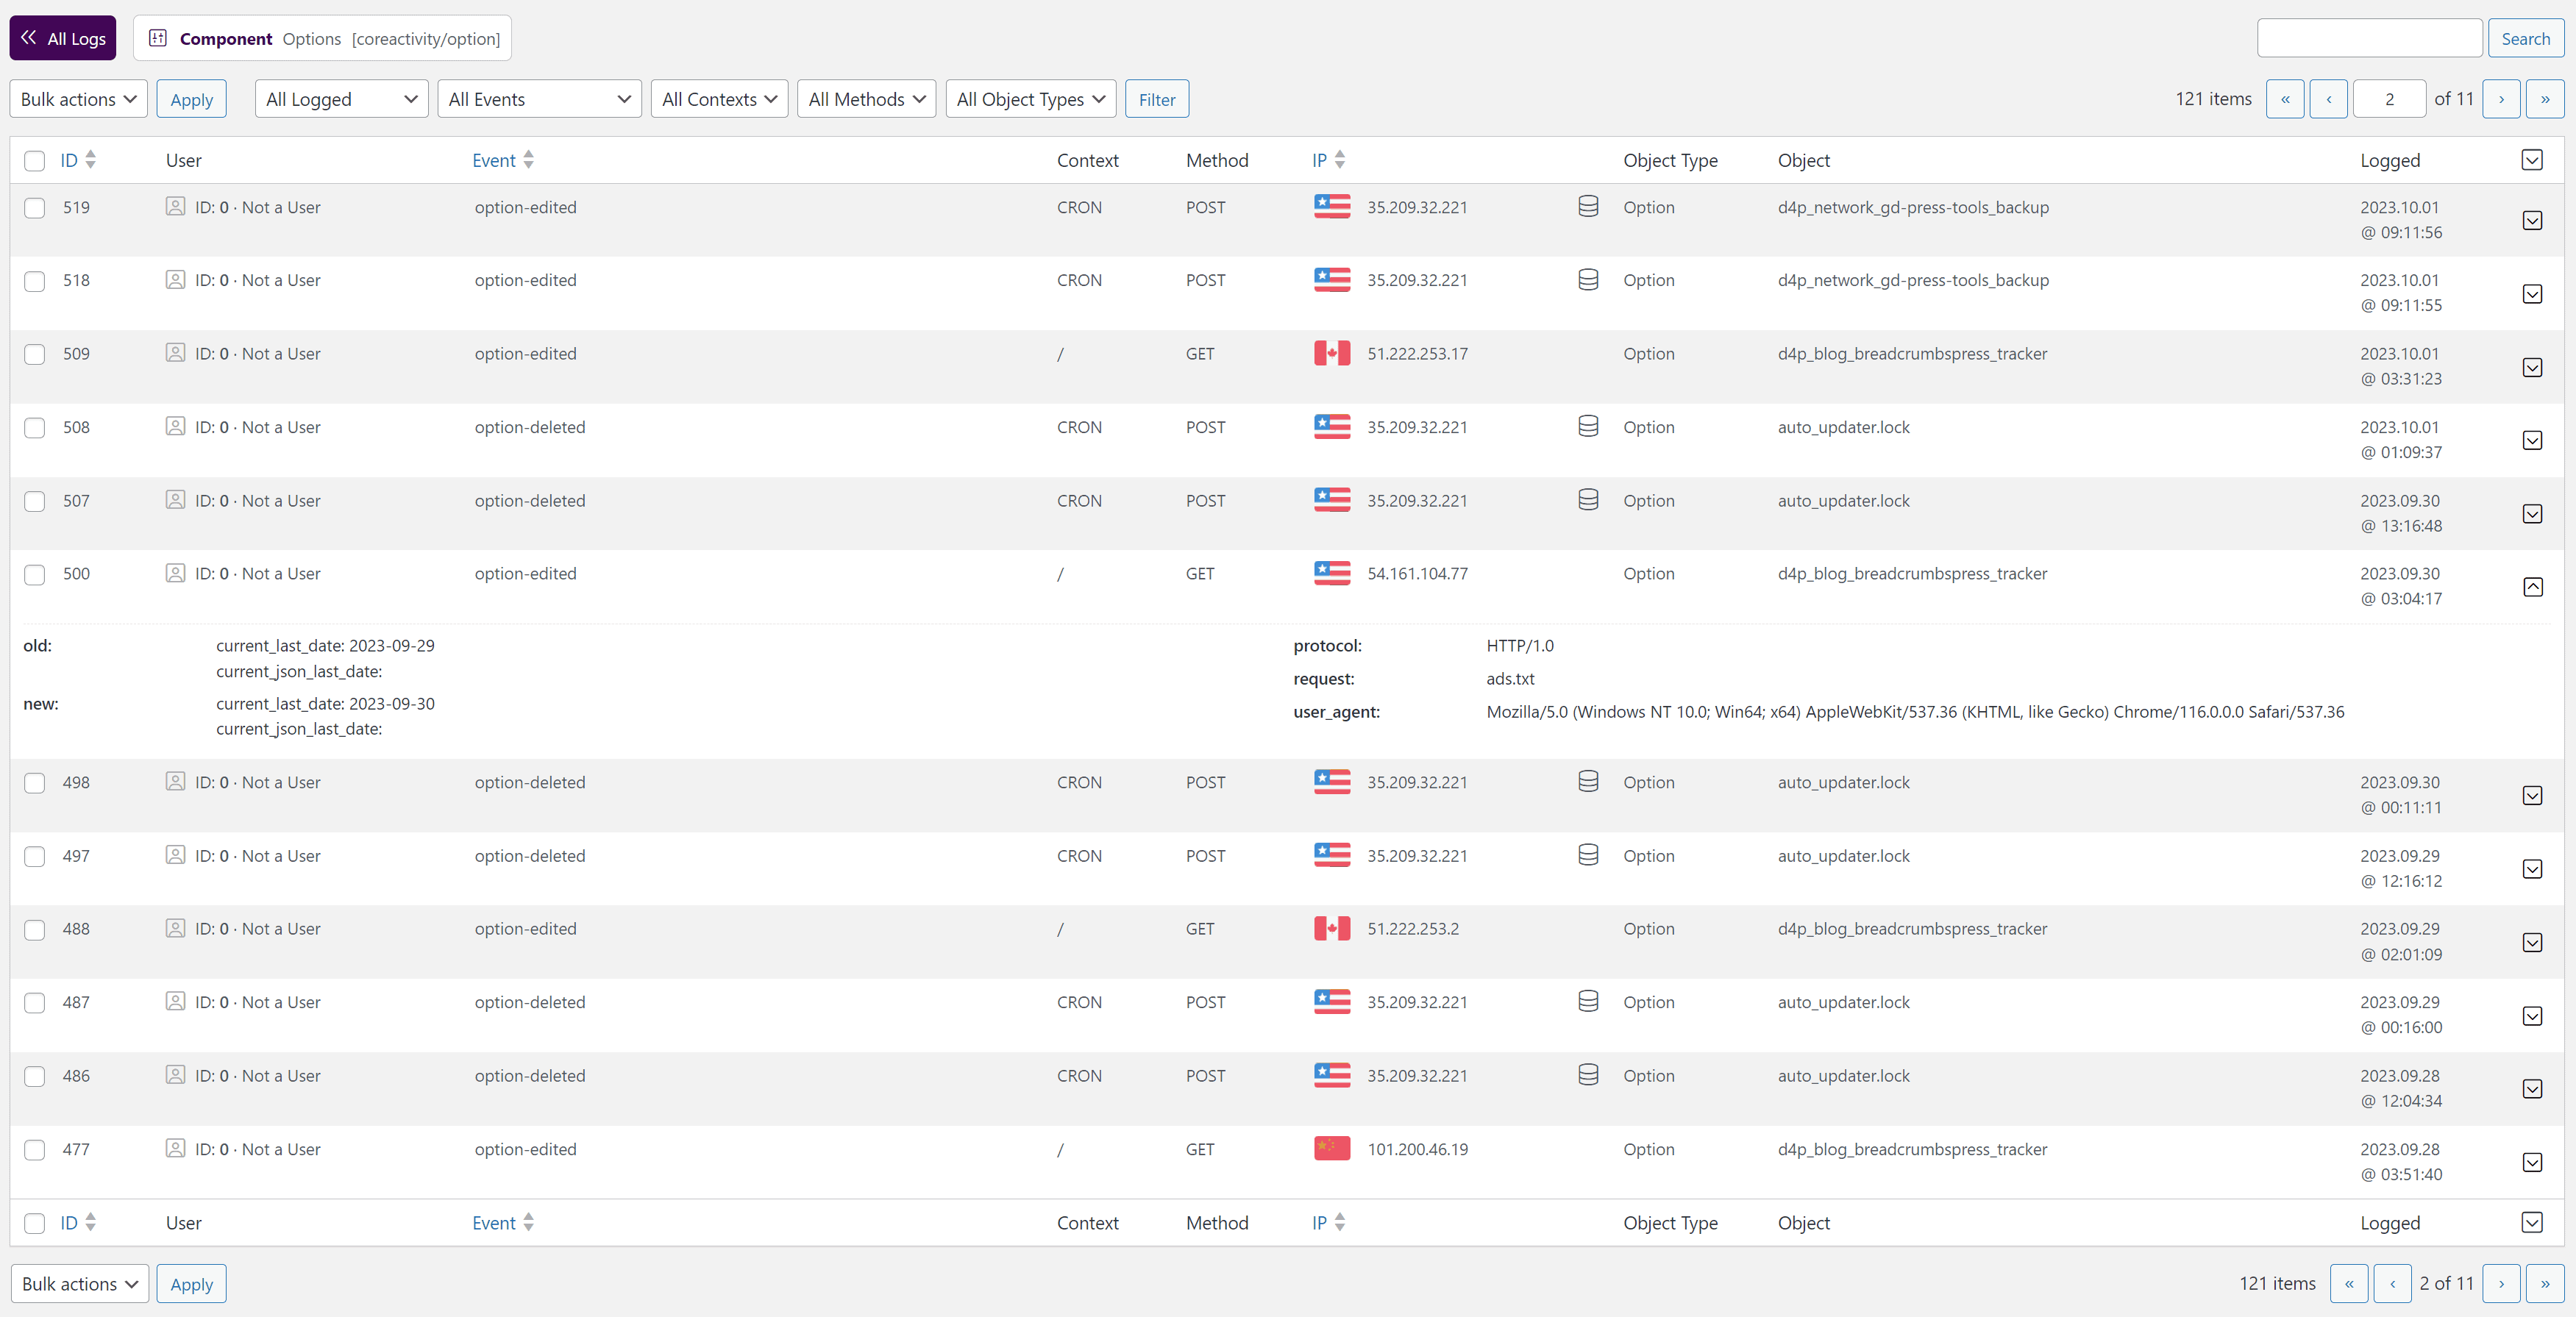 All Logs Component Options [coreactivity/option] Search
Bulk actions Apply All Logged All Events All Contexts All Methods All Object Types Filter 121 items « ‹ 2 of 11 › »
ID User Event Context Method IP Object Type Object Logged
519 ID: 0 · Not a User option-edited CRON POST 35.209.32.221 Option d4p_network_gd-press-tools_backup 2023.10.01
@ 09:11:56
518 ID: 0 · Not a User option-edited CRON POST 35.209.32.221 Option d4p_network_gd-press-tools_backup 2023.10.01
@ 09:11:55
509 ID: 0 · Not a User option-edited / GET 51.222.253.17 Option d4p_blog_breadcrumbspress_tracker 2023.10.01
@ 03:31:23
508 ID: 0 · Not a User option-deleted CRON POST 35.209.32.221 Option auto_updater.lock 2023.10.01
@ 01:09:37
507 ID: 0 · Not a User option-deleted CRON POST 35.209.32.221 Option auto_updater.lock 2023.09.30
@ 13:16:48
500 ID: 0 · Not a User option-edited / GET 54.161.104.77 Option d4p_blog_breadcrumbspress_tracker 2023.09.30
@ 03:04:17
old: current_last_date: 2023-09-29
current_json_last_date:
new: current_last_date: 2023-09-30
current_json_last_date:
protocol: HTTP/1.0
request: ads.txt
user_agent: Mozilla/5.0 (Windows NT 10.0; Win64; x64) AppleWebKit/537.36 (KHTML, like Gecko) Chrome/116.0.0.0 Safari/537.36
498 ID: 0 · Not a User option-deleted CRON POST 35.209.32.221 Option auto_updater.lock 2023.09.30
@ 00:11:11
497 ID: 0 · Not a User option-deleted CRON POST 35.209.32.221 Option auto_updater.lock 2023.09.29
@ 12:16:12
488 ID: 0 · Not a User option-edited / GET 51.222.253.2 Option d4p_blog_breadcrumbspress_tracker 2023.09.29
@ 02:01:09
487 ID: 0 · Not a User option-deleted CRON POST 35.209.32.221 Option auto_updater.lock 2023.09.29
@ 00:16:00
486 ID: 0 · Not a User option-deleted CRON POST 35.209.32.221 Option auto_updater.lock 2023.09.28
@ 12:04:34
477 ID: 0 · Not a User option-edited / GET 101.200.46.19 Option d4p_blog_breadcrumbspress_tracker 2023.09.28
@ 03:51:40
ID User Event Context Method IP Object Type Object Logged
Bulk actions Apply 121 items « ‹ 2 of 11 › »